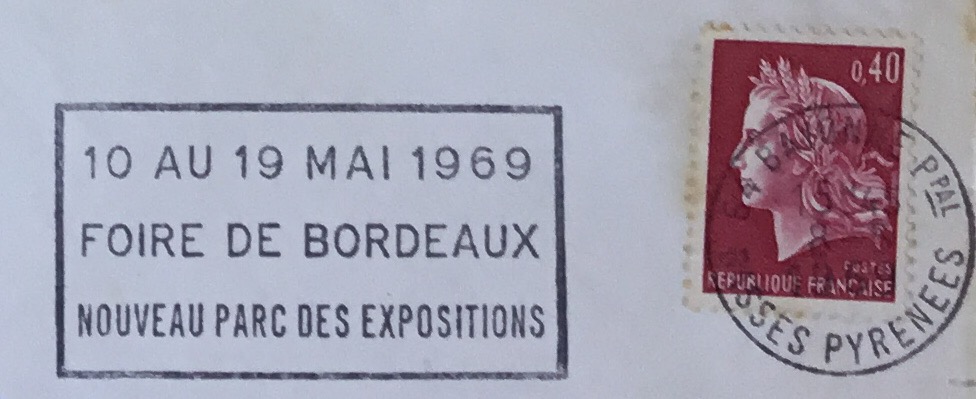 10 AU 19 MAI 1969
FOIRE DE BORDEAUX
NOUVEAU PARC DES EXPOSITIONS
0,40
POSTES
REPUBLIQUE FRANÇAISE
PPAL
PYRENEES